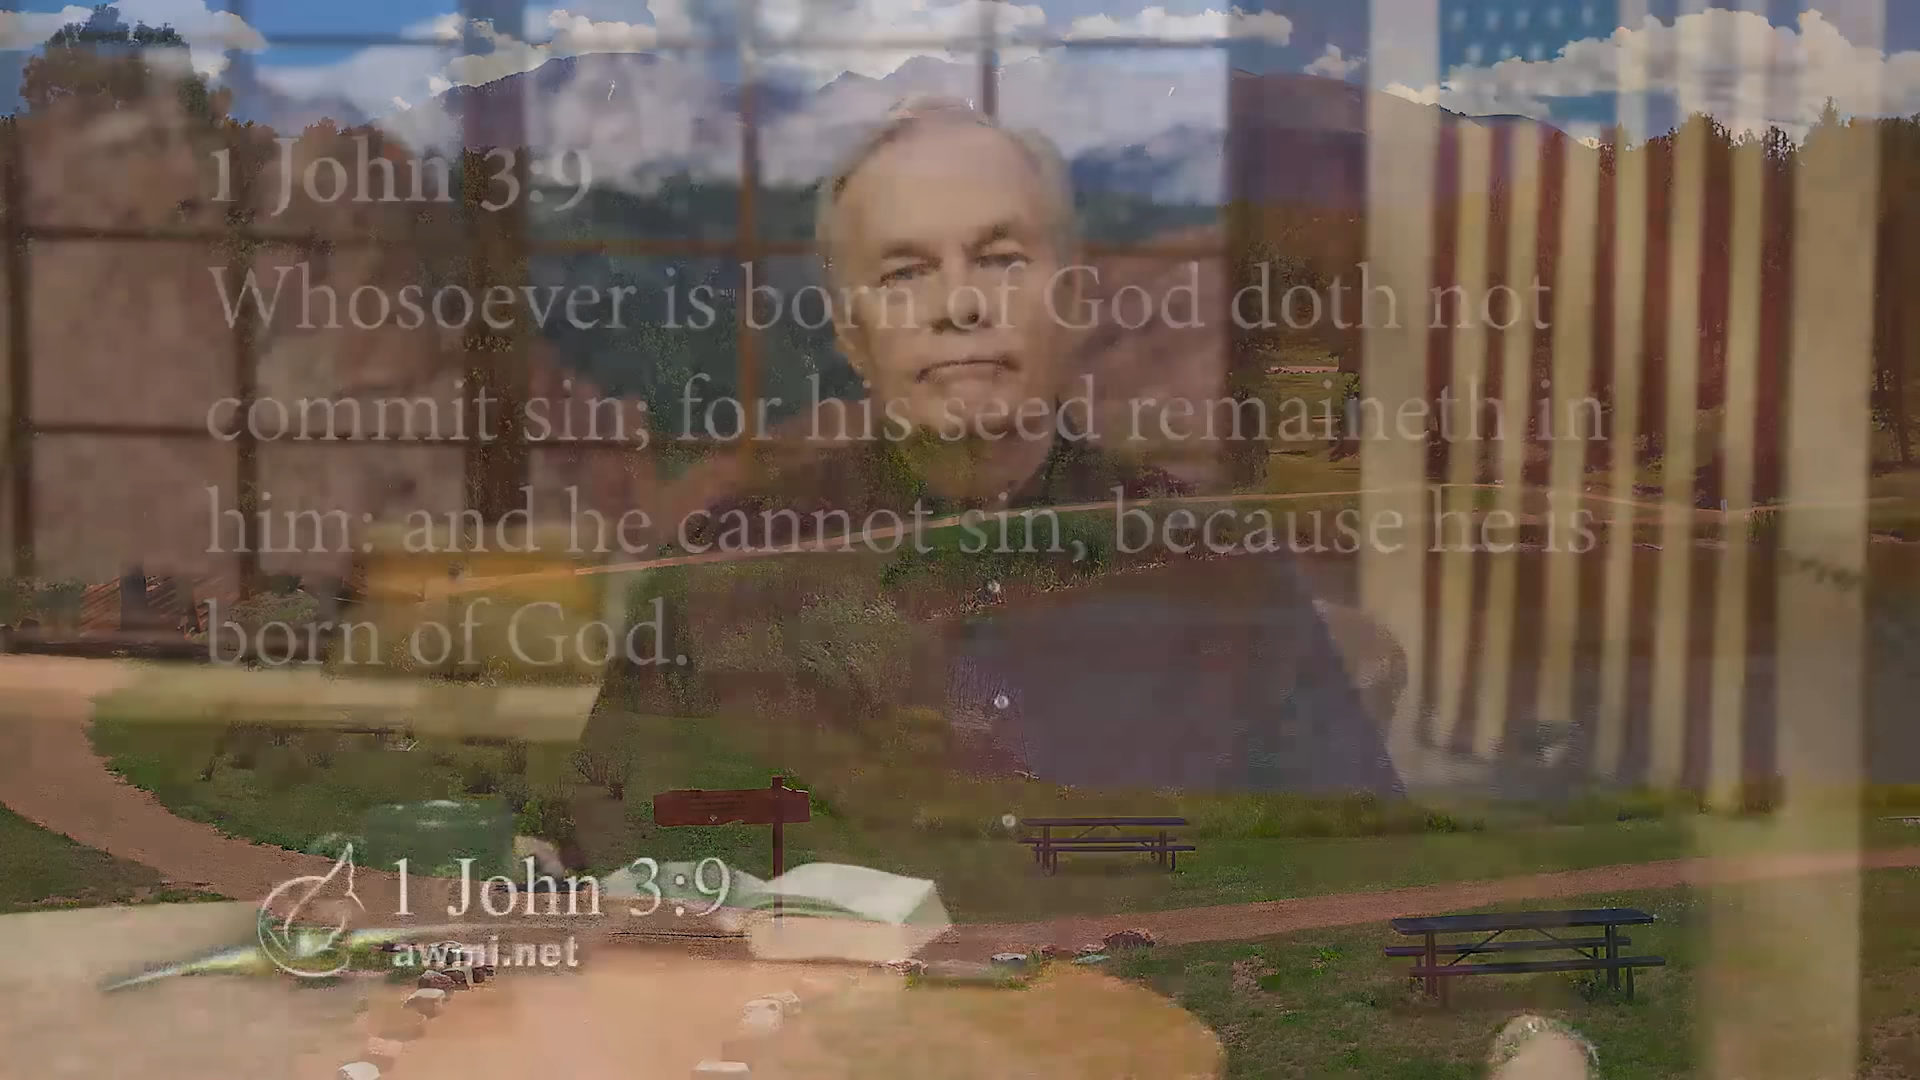 1 John 3:9
Whosoever is born of God doth not
commit sin; for his seed remaineth in
him: and he cannot sin, because he is
born of God.
1 John 3:9
awmi.net